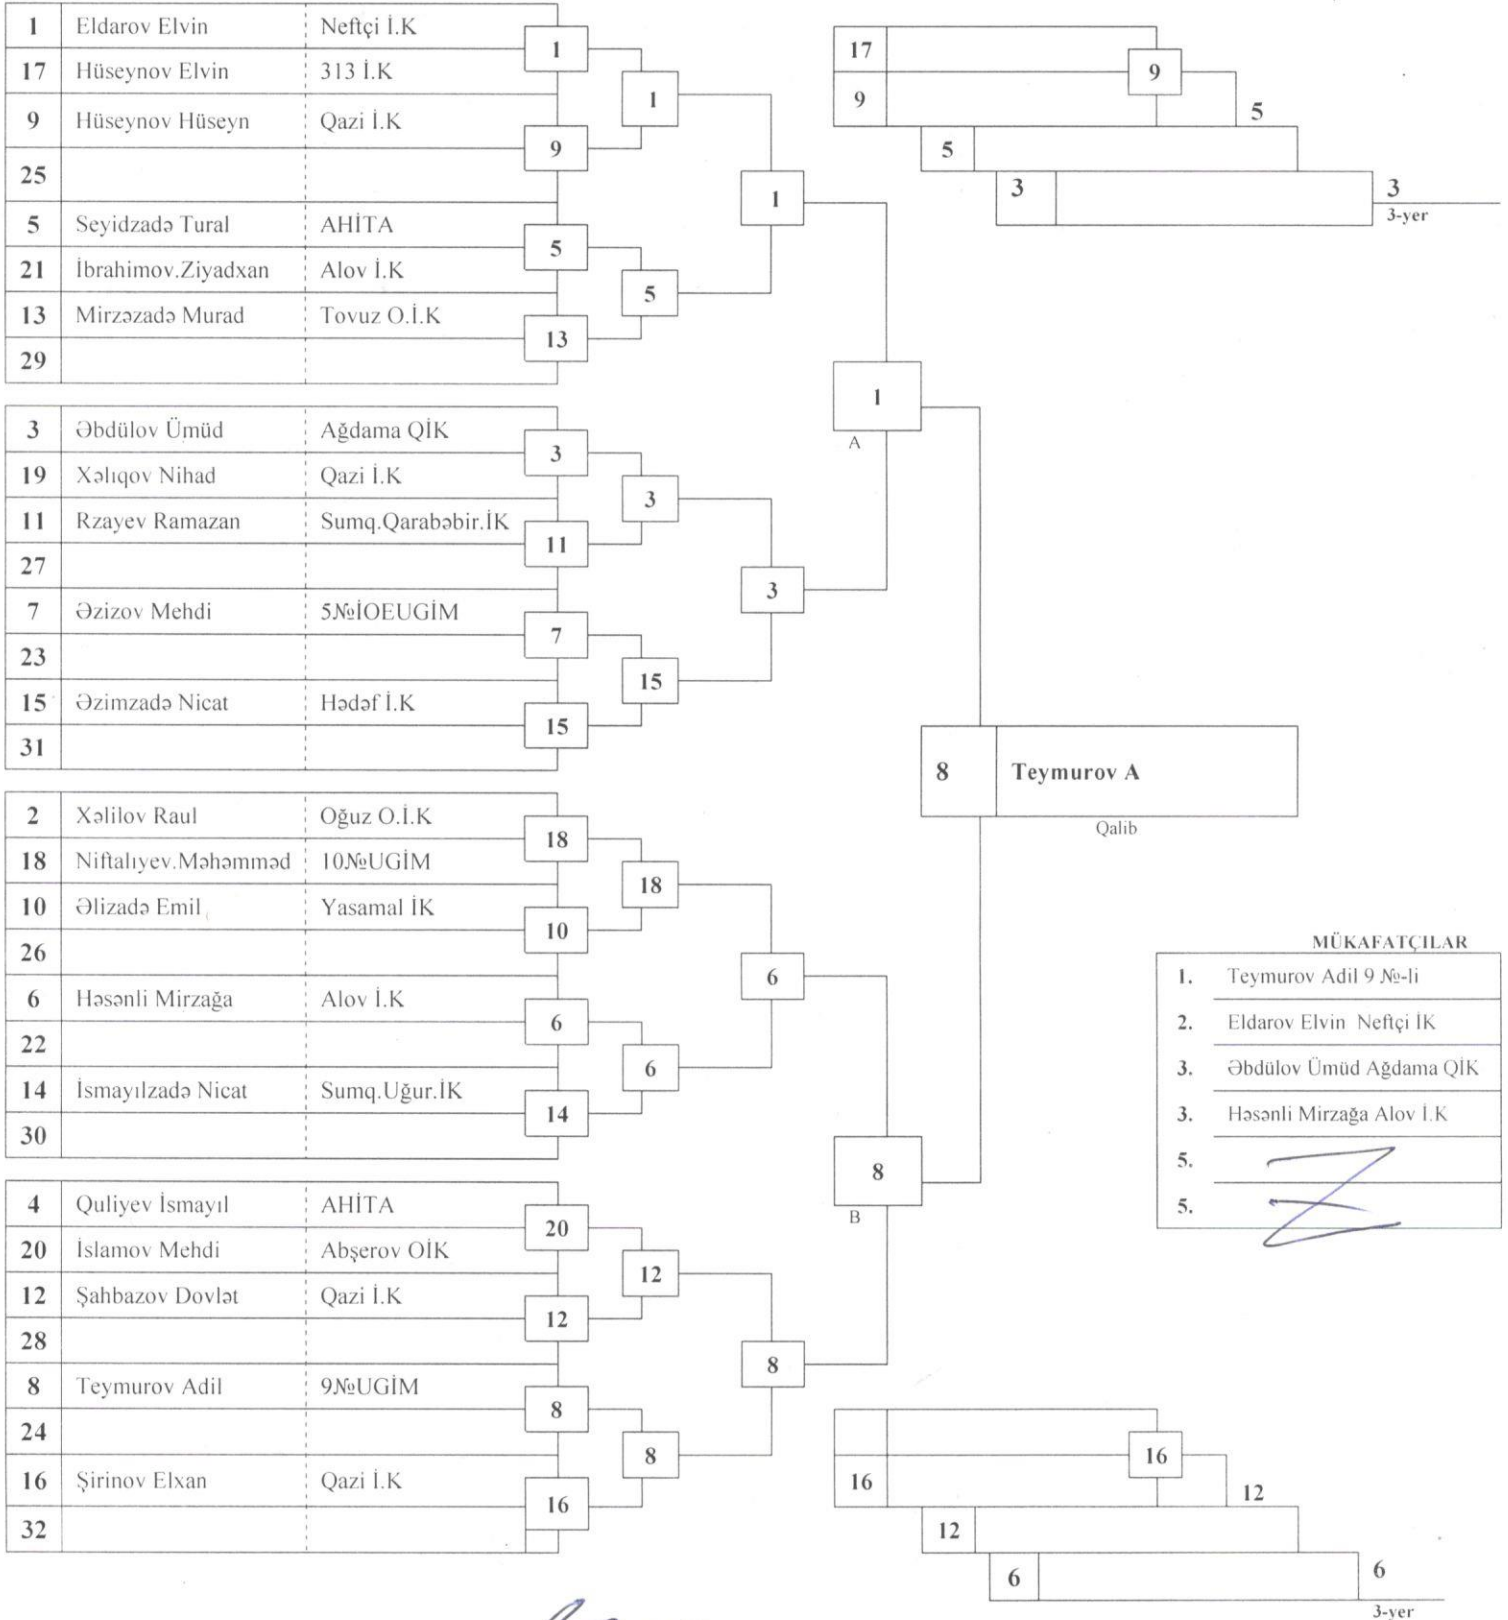 1 Eldarov Elvin Neftçi İ.K
17 Hüseynov Elvin 313 İ.K
9 Hüseynov Hüseyn Qazi İ.K
25
5 Seyidzadə Tural AHİTA
21 İbrahimov.Ziyadxan Alov İ.K
13 Mirzəzadə Murad Tovuz O.İ.K
29
1
9
5
13
1
5
1
3 Əbdülov Ümüd Ağdama QİK
19 Xəlıqov Nihad Qazi İ.K
11 Rzayev Ramazan Sumq.Qarabəbir.İK
27
7 Əzizov Mehdi 5№İOEUGİM
23
15 Əzimzadə Nicat Hədəf İ.K
31
3
11
7
15
3
15
3
1
A
2 Xəlilov Raul Oğuz O.İ.K
18 Niftalıyev.Məhəmməd 10№UGİM
10 Əlizadə Emil Yasamal İK
26
6 Həsənli Mirzağa Alov İ.K
22
14 İsmayılzadə Nicat Sumq.Uğur.İK
30
18
10
6
14
18
6
6
4 Quliyev İsmayıl AHİTA
20 İslamov Mehdi Abşerov OİK
12 Şahbazov Dovlət Qazi İ.K
28
8 Teymurov Adil 9№UGİM
24
16 Şirinov Elxan Qazi İ.K
32
20
12
8
16
12
8
8
8
B
17
9
9
5
5
3
3
3-yer
8 Teymurov A
Qalib
MÜKAFATÇILAR
1. Teymurov Adil 9 №-li
2. Eldarov Elvin Neftçi İK
3. Əbdülov Ümüd Ağdama QİK
3. Həsənli Mirzağa Alov İ.K
5.
5.
16
16
12
12
6
6
3-yer